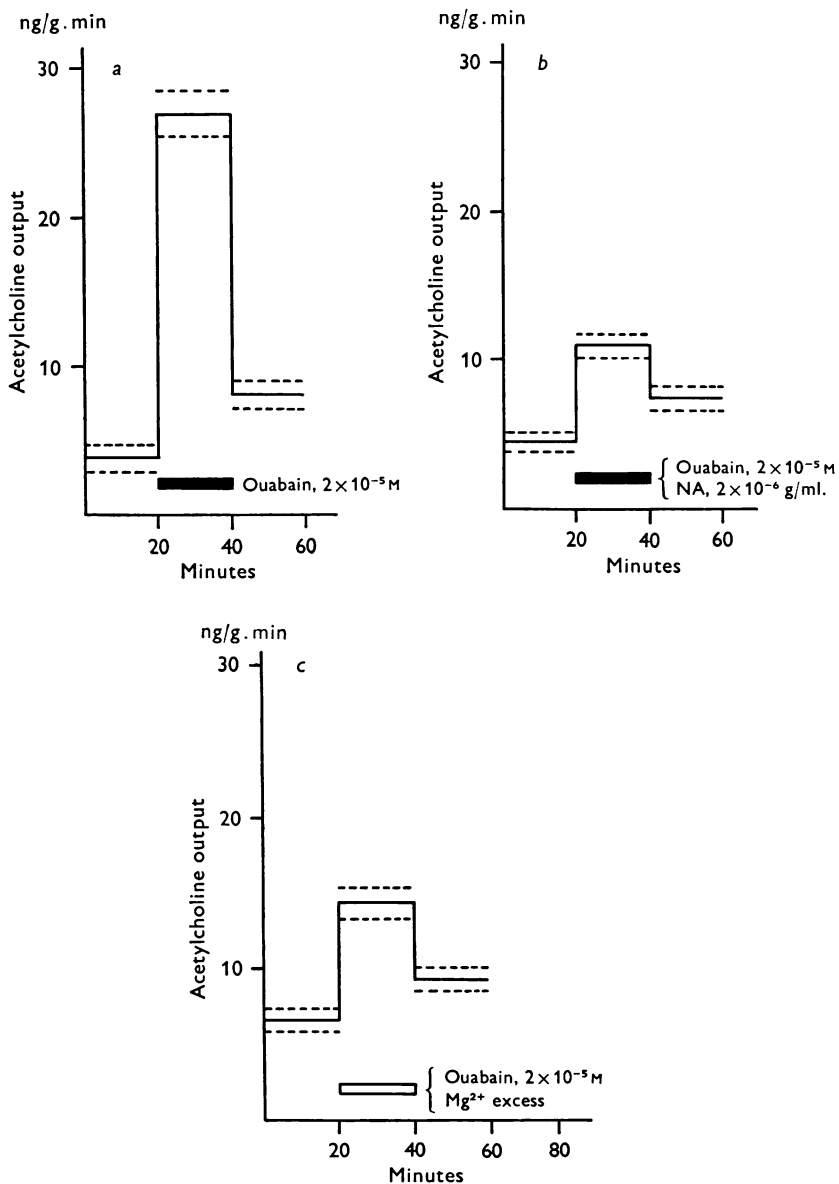 ng/g.min
30
a
20
10
Acetylcholine output
Ouabain, 2×10⁻⁵ M
20 40 60
Minutes
ng/g.min
30
b
20
10
Acetylcholine output
Ouabain, 2×10⁻⁵ M
NA, 2×10⁻⁶ g/ml.
20 40 60
Minutes
ng/g.min
30
c
20
10
Acetylcholine output
Ouabain, 2×10⁻⁵ M
Mg²⁺ excess
20 40 60 80
Minutes